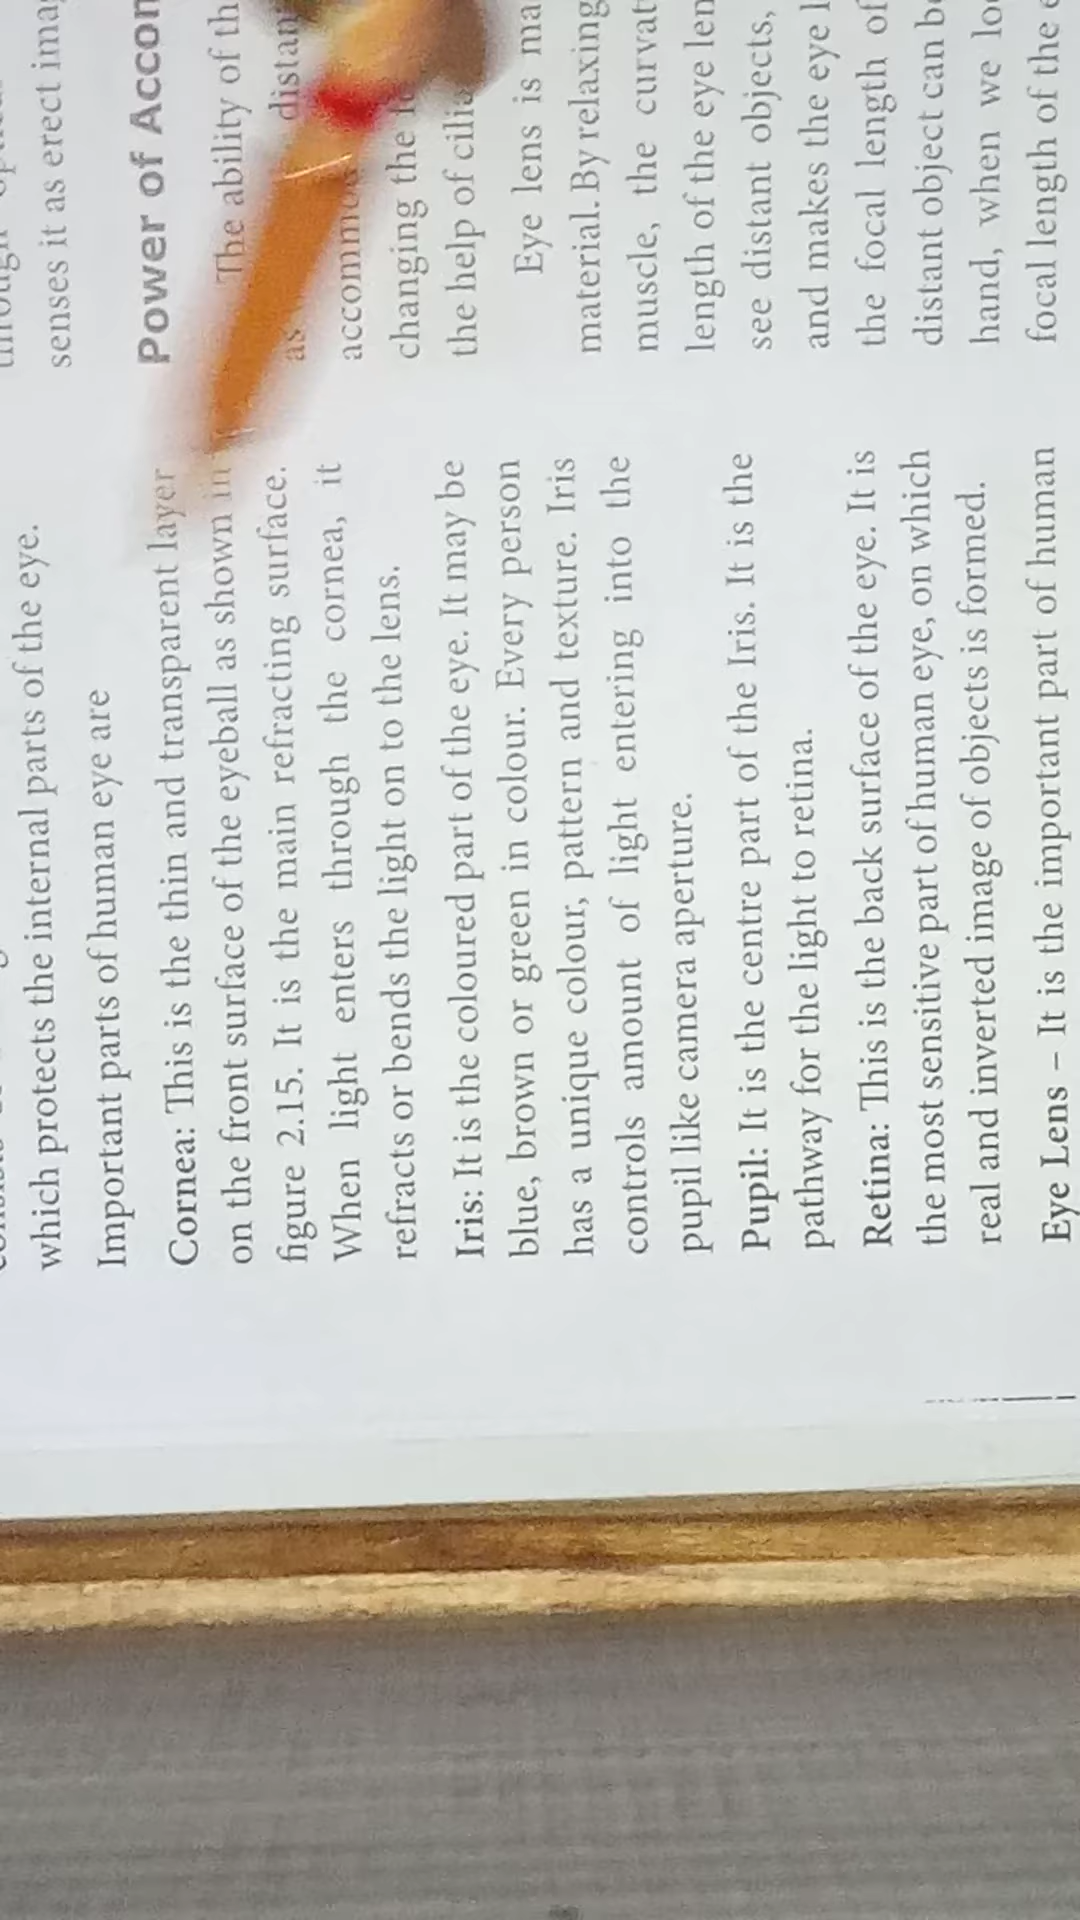 which protects the internal parts of the eye.
Important parts of human eye are
Cornea: This is the thin and transparent layer
on the front surface of the eyeball as shown in
figure 2.15. It is the main refracting surface.
When light enters through the cornea, it
refracts or bends the light on to the lens.
Iris: It is the coloured part of the eye. It may be
blue, brown or green in colour. Every person
has a unique colour, pattern and texture. Iris
controls amount of light entering into the
pupil like camera aperture.
Pupil: It is the centre part of the Iris. It is the
pathway for the light to retina.
Retina: This is the back surface of the eye. It is
the most sensitive part of human eye, on which
real and inverted image of objects is formed.
Eye Lens – It is the important part of human
senses it as erect
Power of
The ability of
as
changing the
the help of
Eye lens is
material. By relaxing
muscle, the
length of the eye
see distant objects,
and makes the eye
the focal length of
distant object can
hand, when we
focal length of the